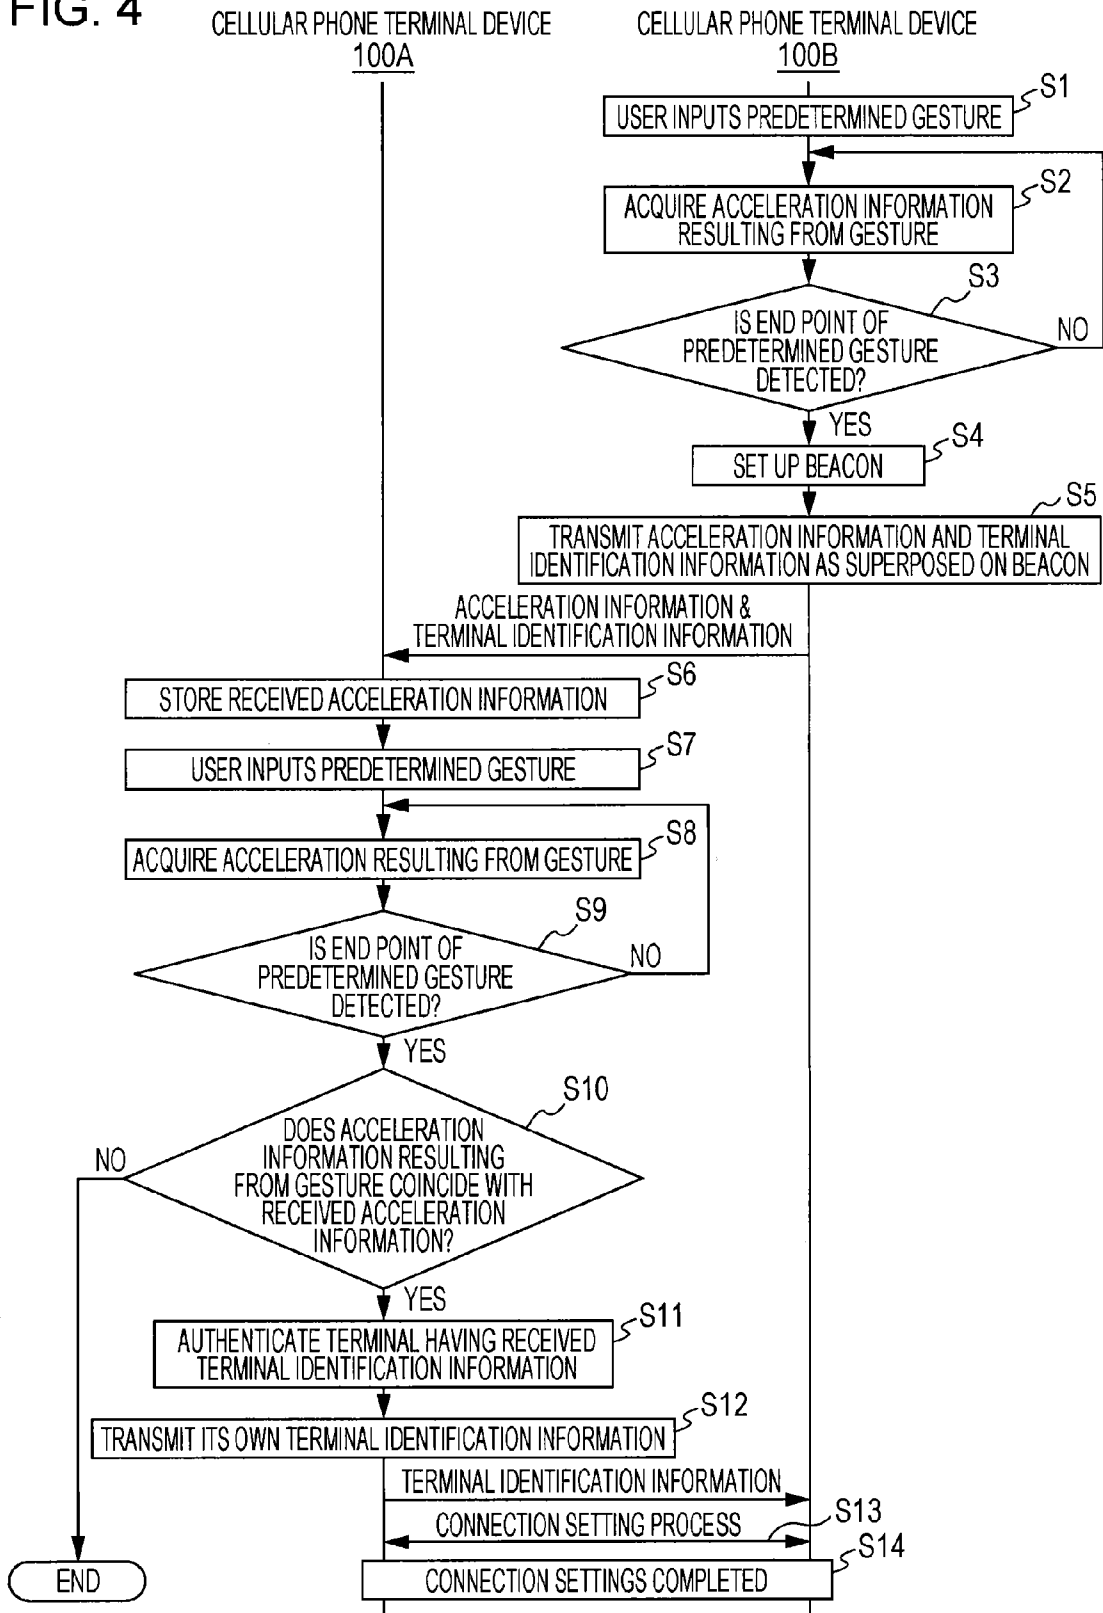 FIG. 4
CELLULAR PHONE TERMINAL DEVICE
100A
CELLULAR PHONE TERMINAL DEVICE
100B
S1
USER INPUTS PREDETERMINED GESTURE
S2
ACQUIRE ACCELERATION INFORMATION
RESULTING FROM GESTURE
S3
IS END POINT OF
PREDETERMINED GESTURE
DETECTED?
NO
YES
S4
SET UP BEACON
S5
TRANSMIT ACCELERATION INFORMATION AND TERMINAL
IDENTIFICATION INFORMATION AS SUPERPOSED ON BEACON
ACCELERATION INFORMATION &
TERMINAL IDENTIFICATION INFORMATION
S6
STORE RECEIVED ACCELERATION INFORMATION
S7
USER INPUTS PREDETERMINED GESTURE
S8
ACQUIRE ACCELERATION RESULTING FROM GESTURE
S9
IS END POINT OF
PREDETERMINED GESTURE
DETECTED?
NO
YES
S10
DOES ACCELERATION
INFORMATION RESULTING
FROM GESTURE COINCIDE WITH
RECEIVED ACCELERATION
INFORMATION?
NO
YES
S11
AUTHENTICATE TERMINAL HAVING RECEIVED
TERMINAL IDENTIFICATION INFORMATION
S12
TRANSMIT ITS OWN TERMINAL IDENTIFICATION INFORMATION
TERMINAL IDENTIFICATION INFORMATION
S13
CONNECTION SETTING PROCESS
S14
CONNECTION SETTINGS COMPLETED
END